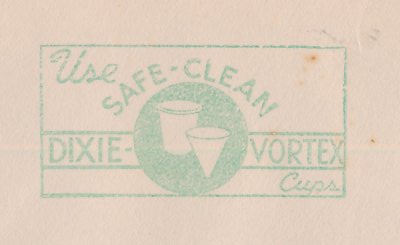 Use
SAFE-CLEAN
DIXIE-VORTEX
Cups